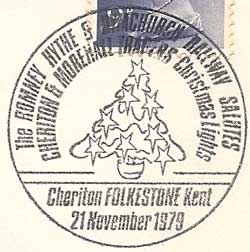 The ROMNEY HYTHE & DYMCHURCH RAILWAY SALUTES
CHERITON & MOREHALL TRADERS Christmas Lights
Cheriton FOLKESTONE Kent
21 November 1979